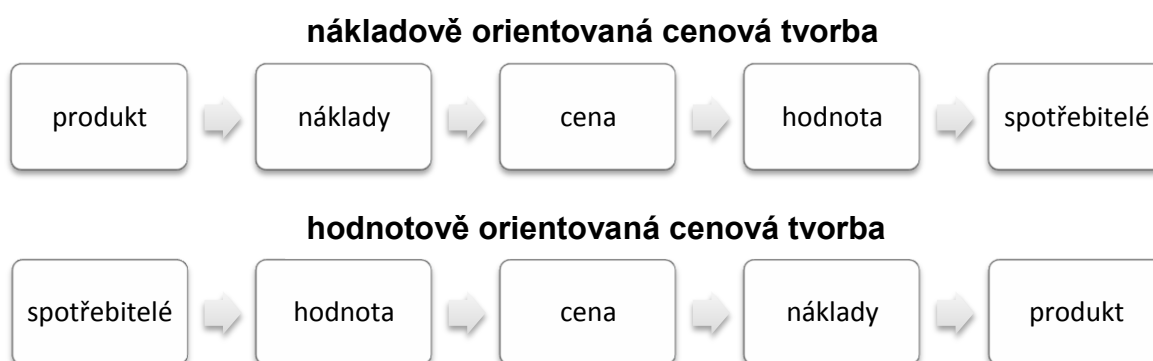 nákladově orientovaná cenová tvorba
produkt náklady cena hodnota spotřebitelé
hodnotově orientovaná cenová tvorba
spotřebitelé hodnota cena náklady produkt